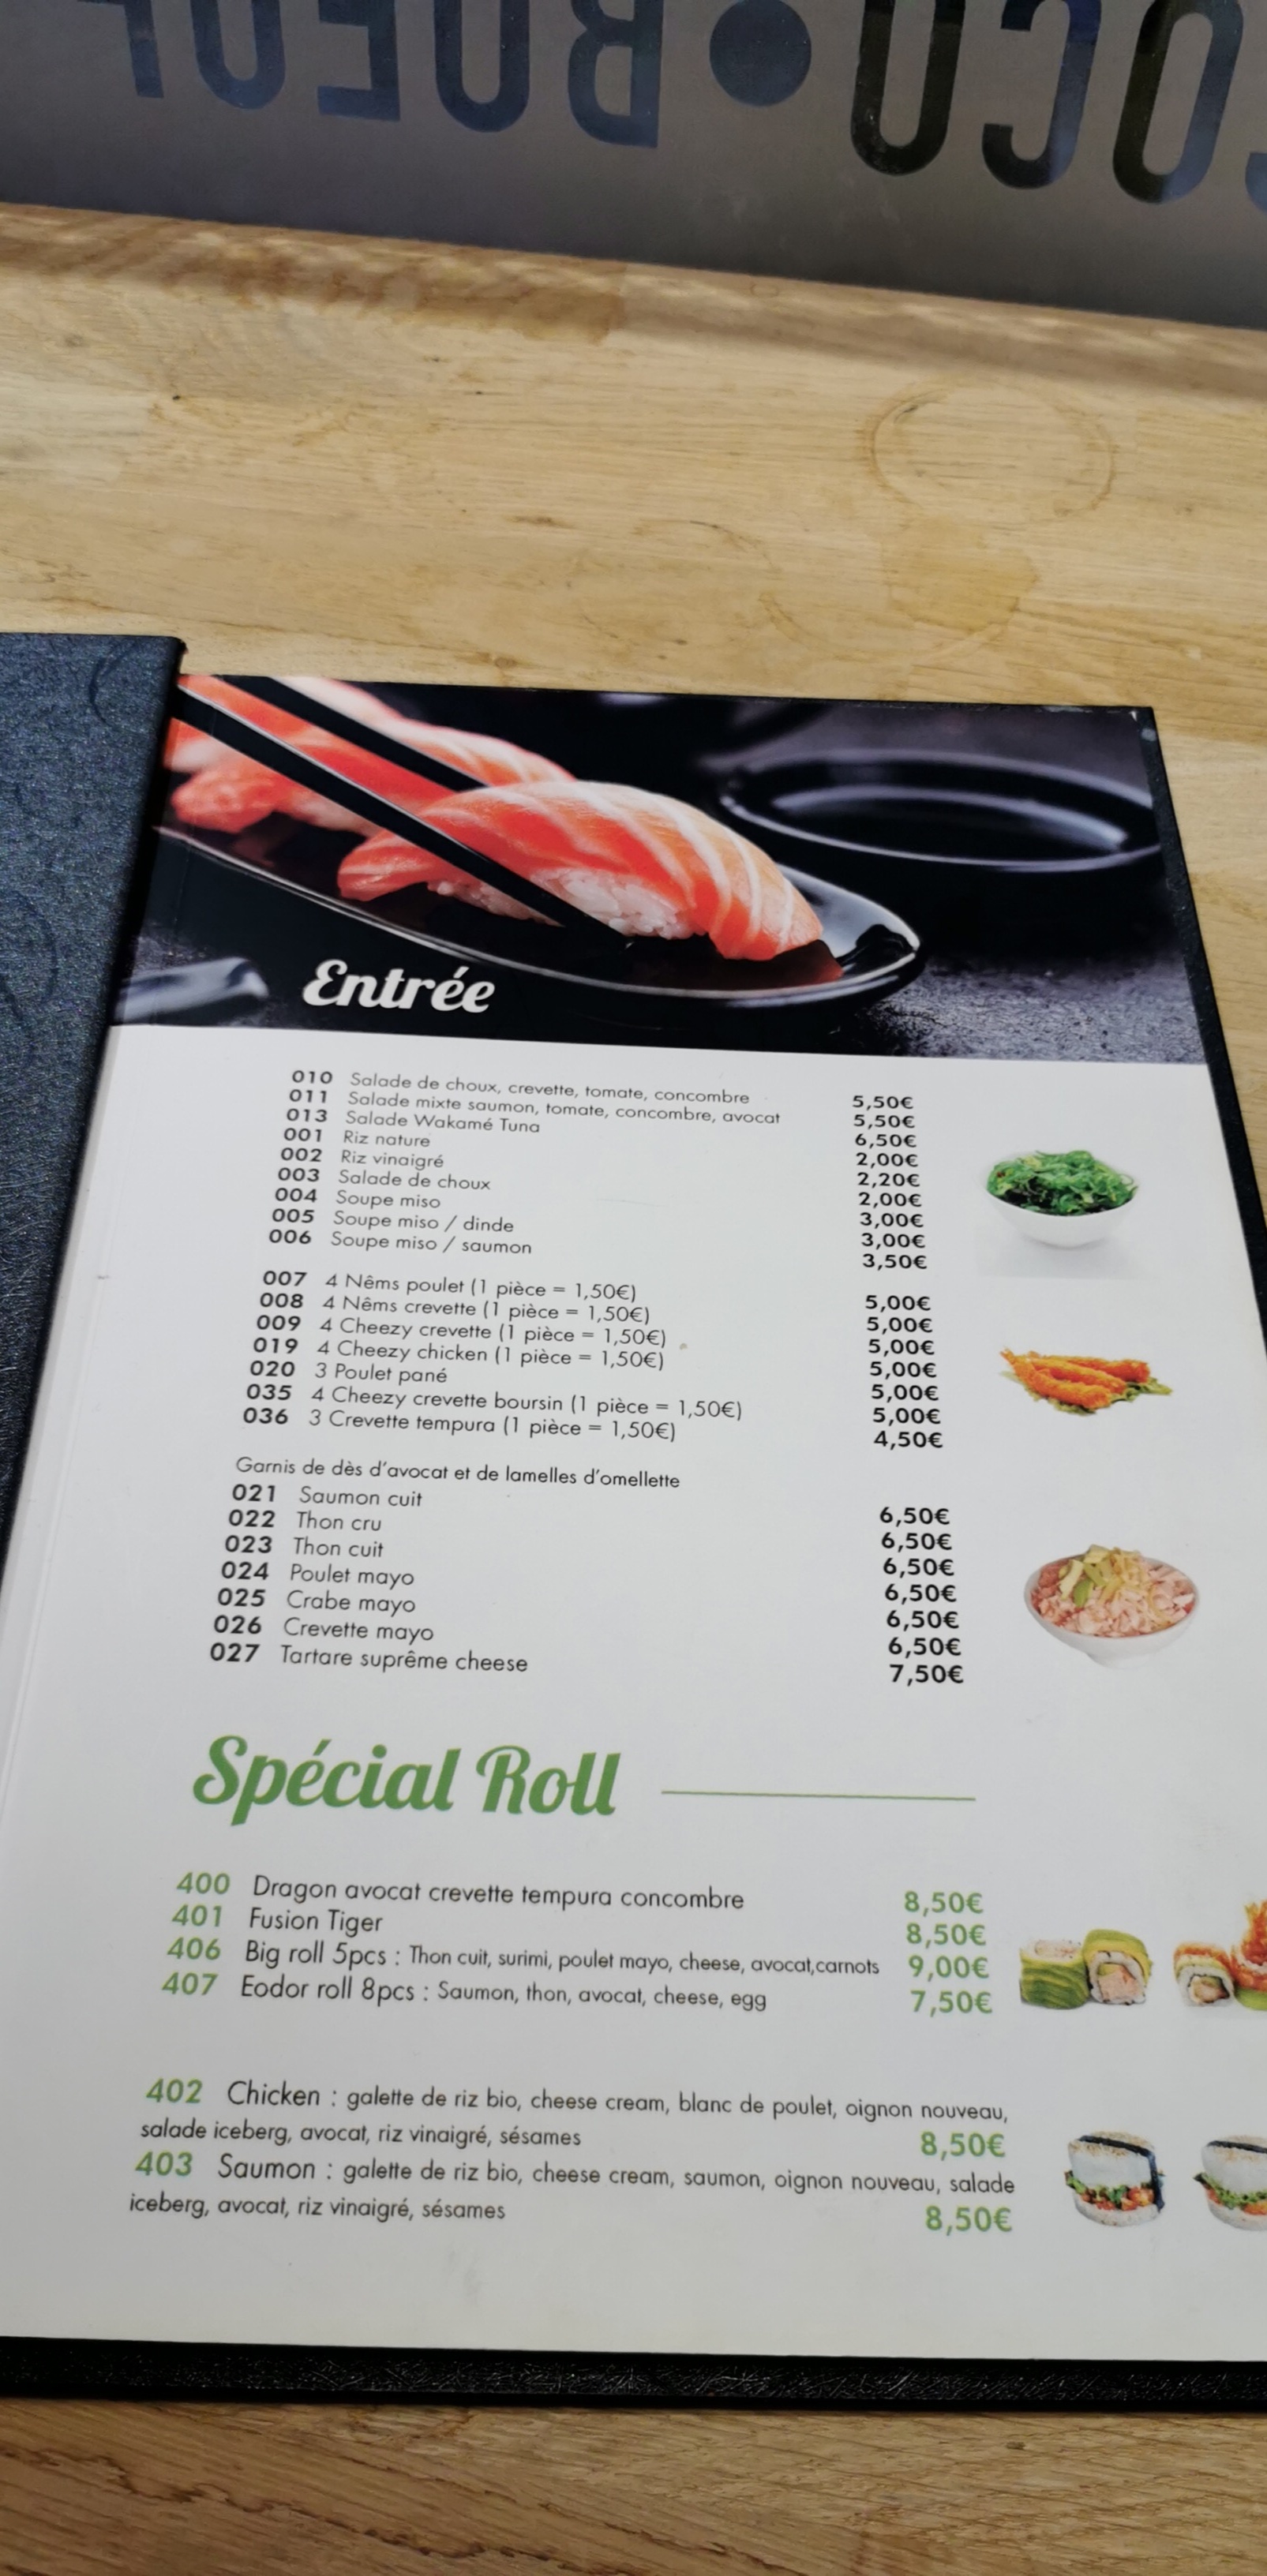 010 Salade de choux, crevette, tomate, concombre 5,50€
011 Salade mixte saumon, tomate, concombre, avocat 5,50€
013 Salade Wakamé Tuna 6,50€
001 Riz nature 2,00€
002 Riz vinaigré 2,20€
003 Salade de choux 2,00€
004 Soupe miso 3,00€
005 Soupe miso / dinde 3,00€
006 Soupe miso / saumon 3,50€
007 4 Nêms poulet (1 pièce = 1,50€) 5,00€
008 4 Nêms crevette (1 pièce = 1,50€) 5,00€
009 4 Cheezy crevette (1 pièce = 1,50€) 5,00€
019 4 Cheezy chicken (1 pièce = 1,50€) 5,00€
020 3 Poulet pané 5,00€
035 4 Cheezy crevette boursin (1 pièce = 1,50€) 5,00€
036 3 Crevette tempura (1 pièce = 1,50€) 4,50€
Garnis de dès d'avocat et de lamelles d'omellette
021 Saumon cuit 6,50€
022 Thon cru 6,50€
023 Thon cuit 6,50€
024 Poulet mayo 6,50€
025 Crabe mayo 6,50€
026 Crevette mayo 6,50€
027 Tartare suprême cheese 7,50€
Spécial Roll
400 Dragon avocat crevette tempura concombre 8,50€
401 Fusion Tiger 8,50€
406 Big roll 5pcs : Thon cuit, surimi, poulet mayo, cheese, avocat,carnots 9,00€
407 Eodor roll 8pcs : Saumon, thon, avocat, cheese, egg 7,50€
402 Chicken : galette de riz bio, cheese cream, blanc de poulet, oignon nouveau,
salade iceberg, avocat, riz vinaigré, sésames 8,50€
403 Saumon : galette de riz bio, cheese cream, saumon, oignon nouveau, salade
iceberg, avocat, riz vinaigré, sésames 8,50€
Entrée